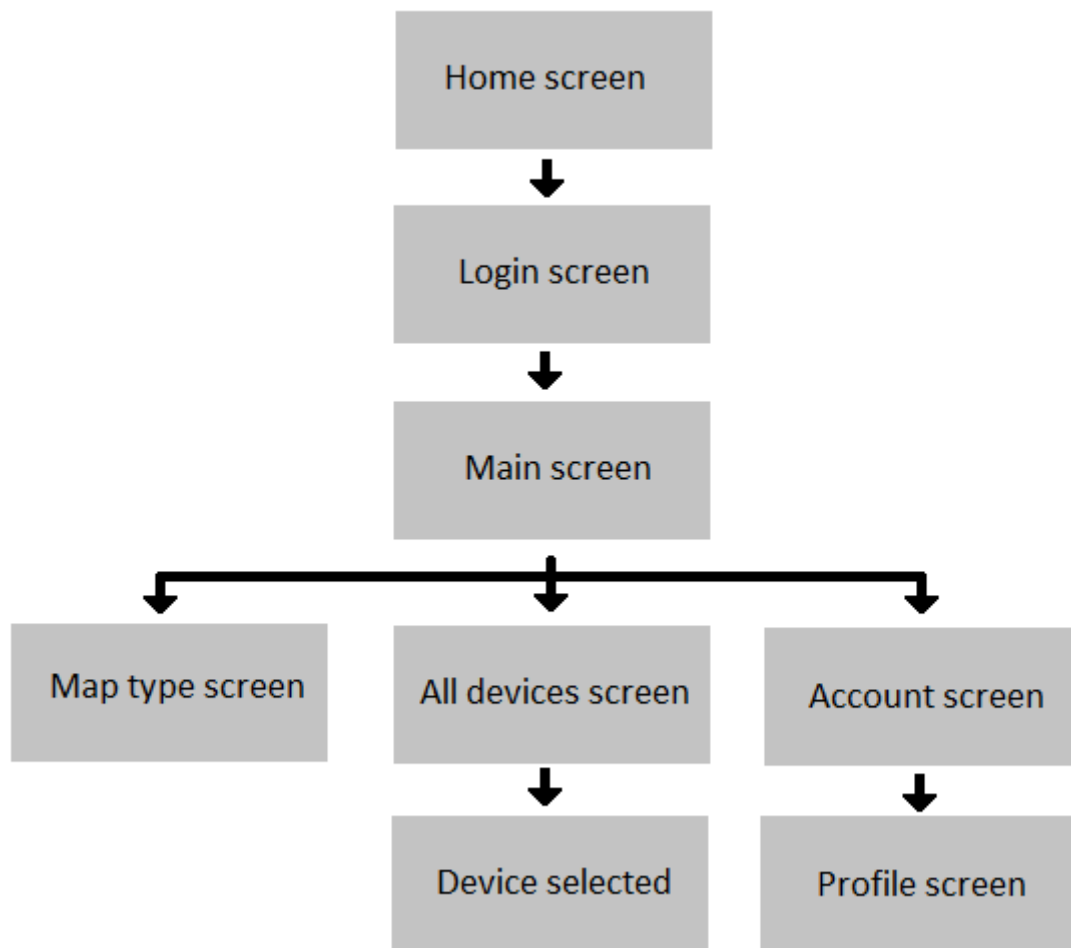 Home screen
Login screen
Main screen
Map type screen
All devices screen
Account screen
Device selected
Profile screen